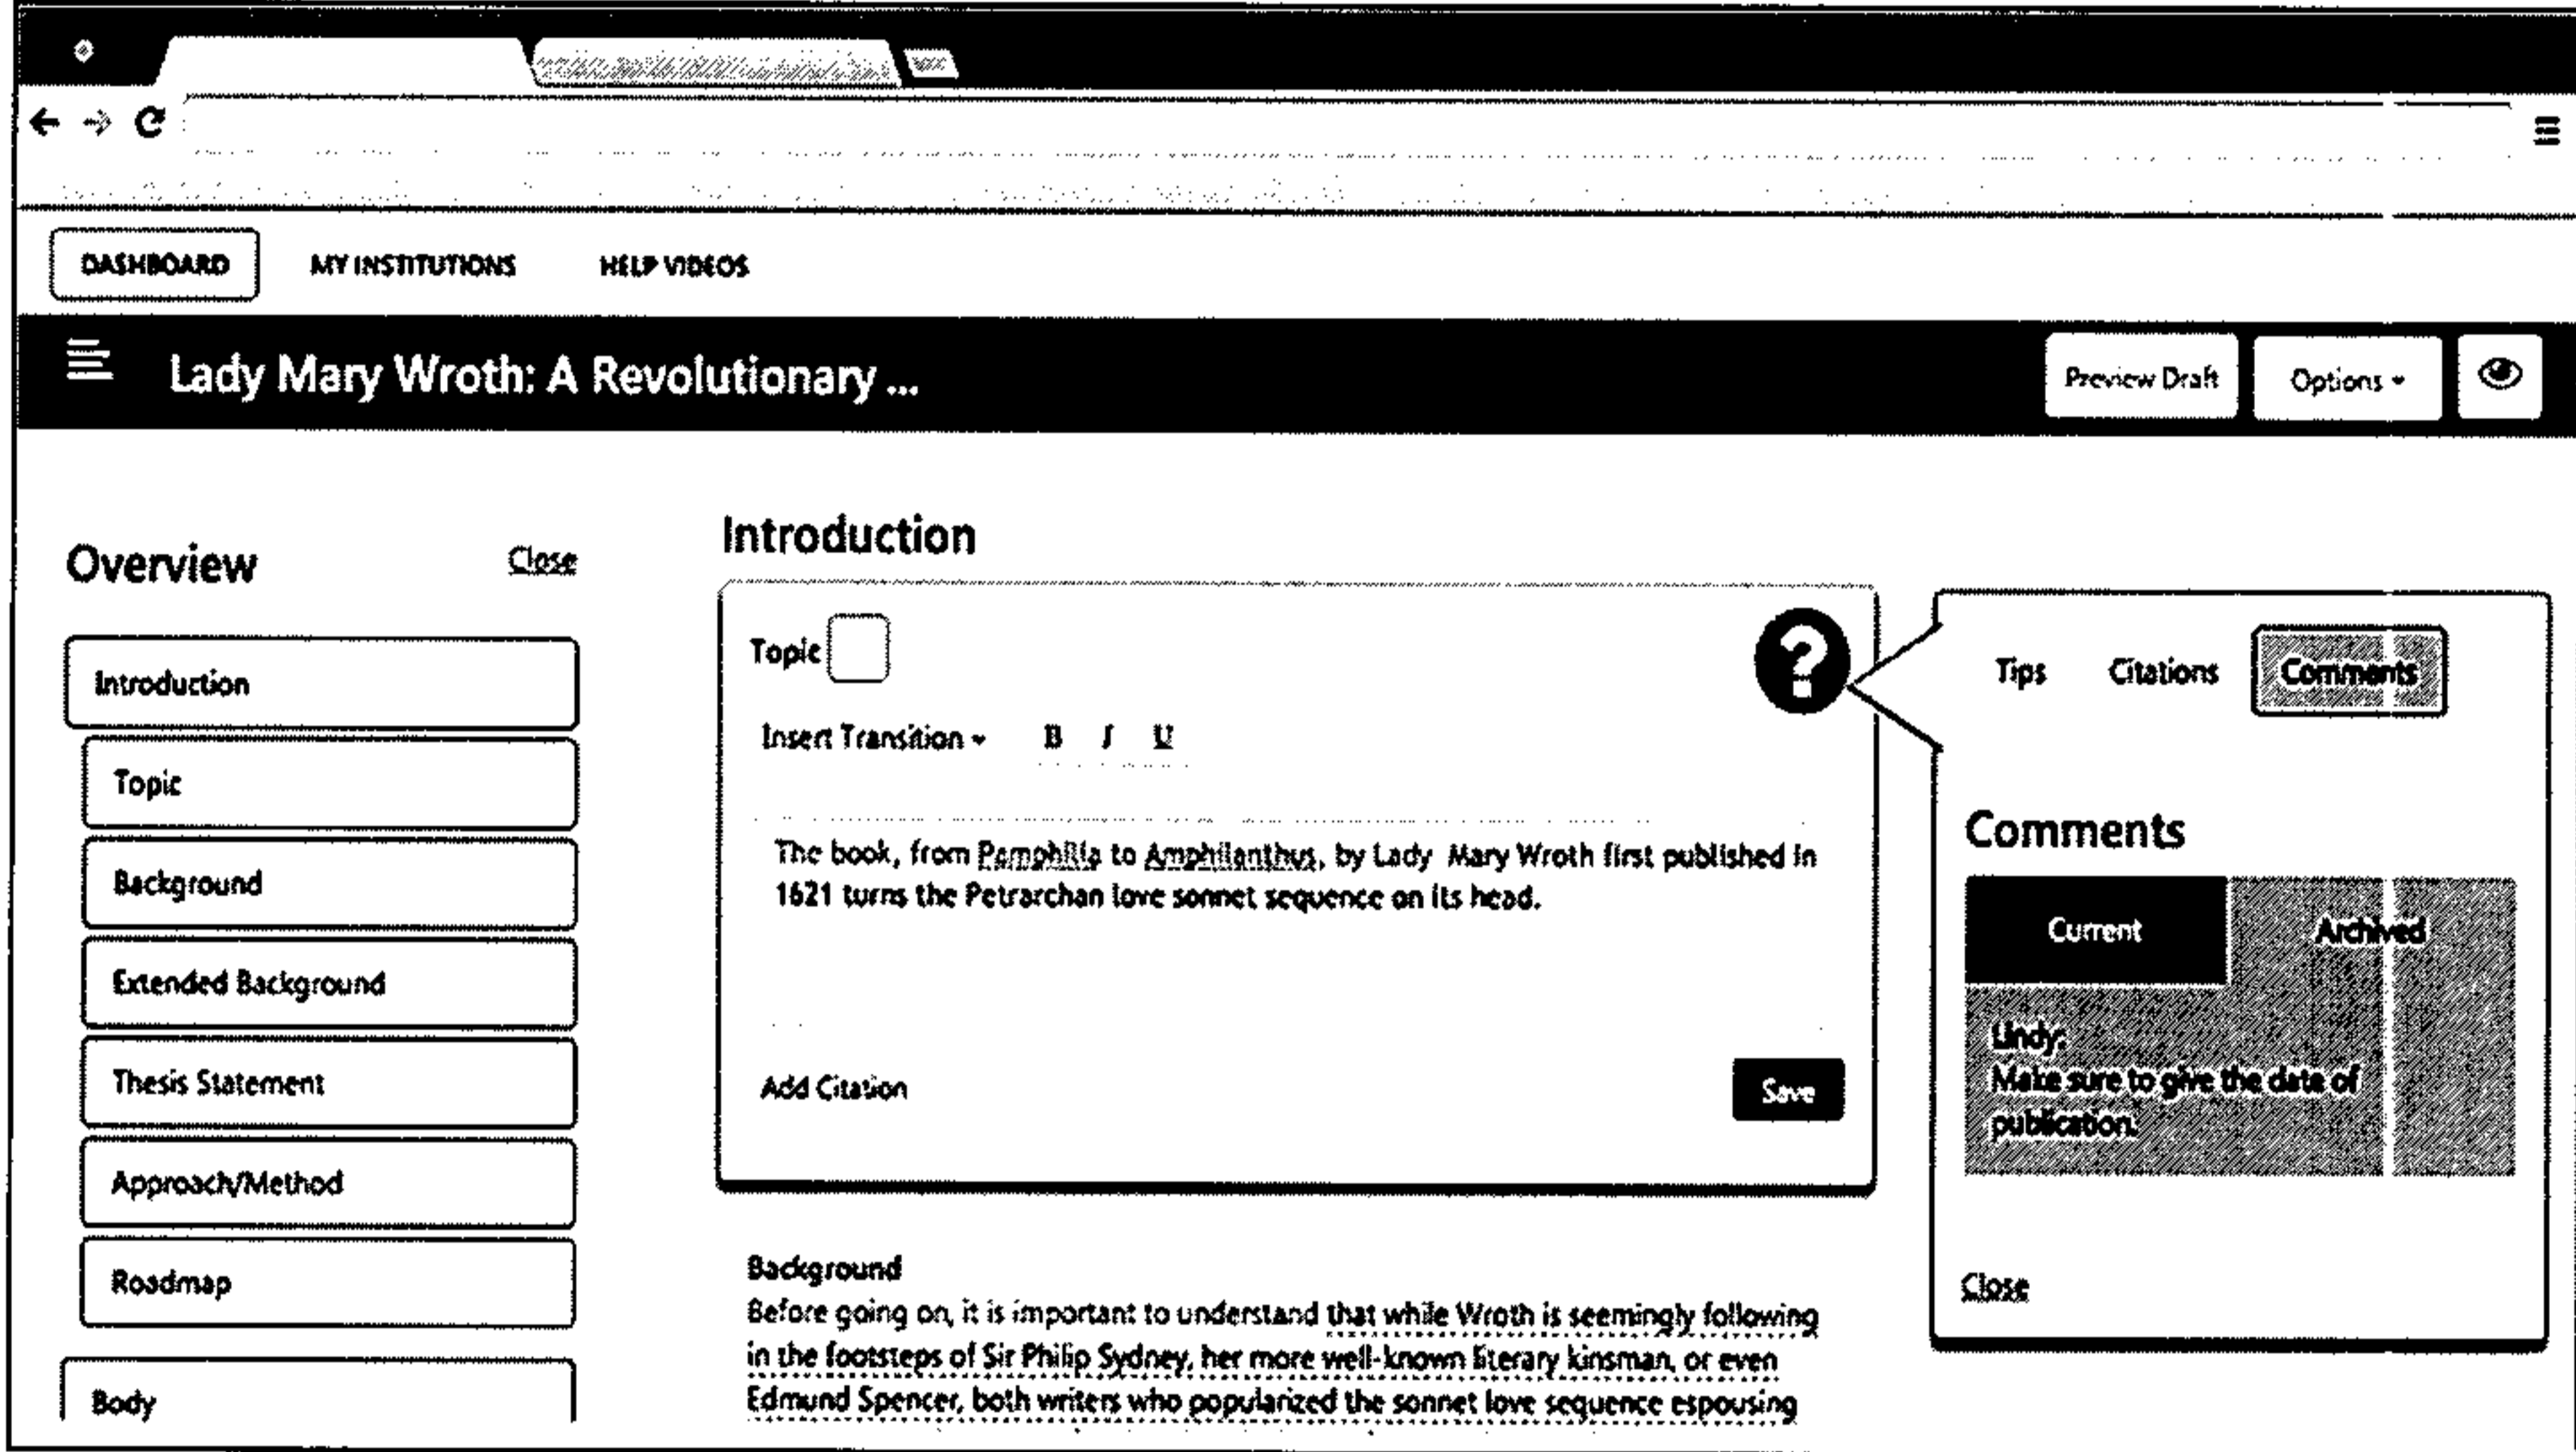 DASHBOARD MY INSTITUTIONS HELP VIDEOS
Lady Mary Wroth: A Revolutionary ...
Preview Draft Options
Overview Close
Introduction
Topic
Background
Extended Background
Thesis Statement
Approach/Method
Roadmap
Body
Introduction
Topic
?
Insert Transition B I U
The book, from Pamphilia to Amphilanthus, by Lady Mary Wroth first published in
1621 turns the Petrarchan love sonnet sequence on its head.
Add Citation Save
Background
Before going on, it is important to understand that while Wroth is seemingly following
in the footsteps of Sir Philip Sydney, her more well-known literary kinsman, or even
Edmund Spencer, both writers who popularized the sonnet love sequence espousing
Tips Citations Comments
Comments
Current Archived
Lindy:
Make sure to give the date of
publication.
Close